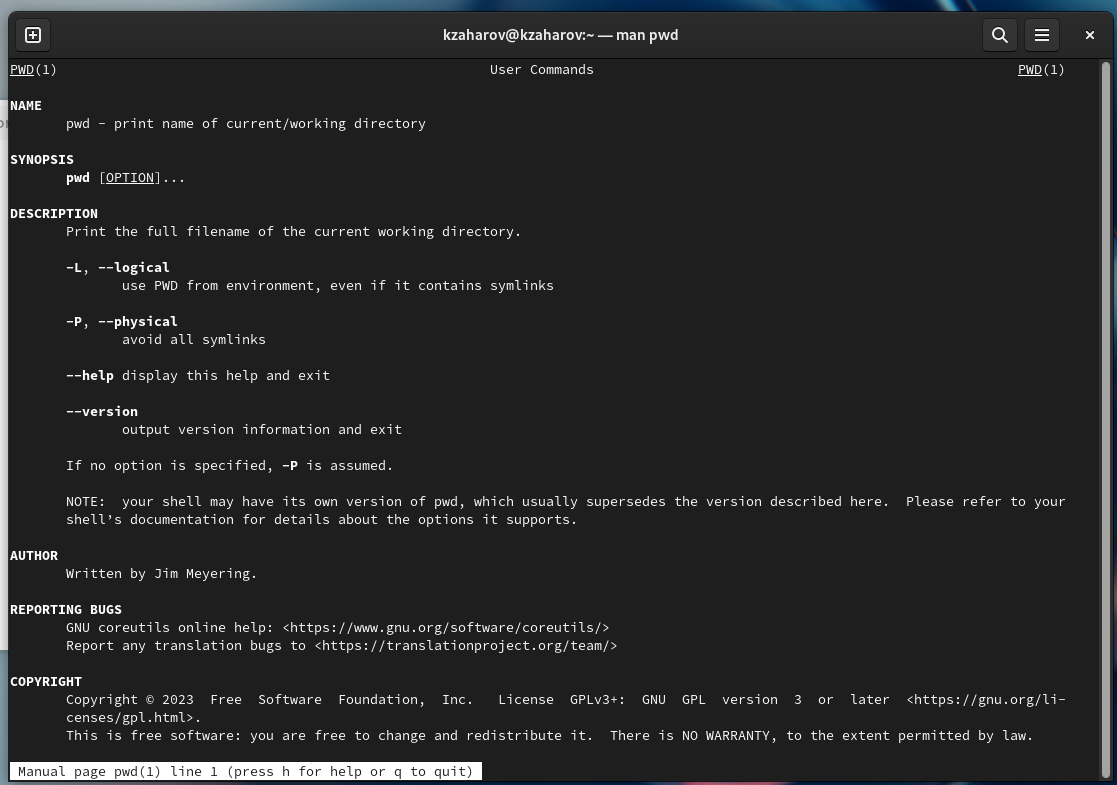 kzaharov@kzaharov:~ — man pwd
PWD(1) User Commands PWD(1)
NAME
pwd - print name of current/working directory
SYNOPSIS
pwd [OPTION]...
DESCRIPTION
Print the full filename of the current working directory.
-L, --logical
use PWD from environment, even if it contains symlinks
-P, --physical
avoid all symlinks
--help display this help and exit
--version
output version information and exit
If no option is specified, -P is assumed.
NOTE:  your shell may have its own version of pwd, which usually supersedes the version described here.  Please refer to your
shell’s documentation for details about the options it supports.
AUTHOR
Written by Jim Meyering.
REPORTING BUGS
GNU coreutils online help: <https://www.gnu.org/software/coreutils/>
Report any translation bugs to <https://translationproject.org/team/>
COPYRIGHT
Copyright © 2023  Free  Software  Foundation,  Inc.   License  GPLv3+:  GNU  GPL  version  3  or  later  <https://gnu.org/li-
censes/gpl.html>.
This is free software: you are free to change and redistribute it.  There is NO WARRANTY, to the extent permitted by law.
Manual page pwd(1) line 1 (press h for help or q to quit)